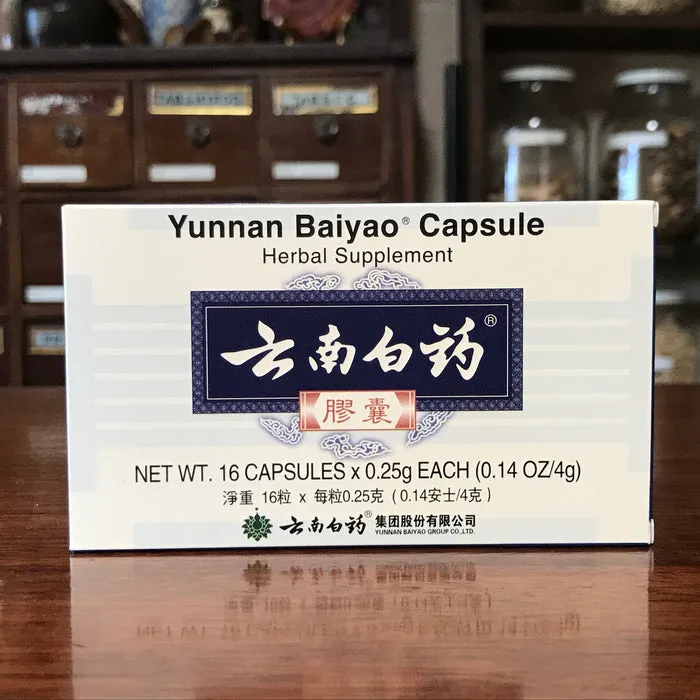 Yunnan Baiyao® Capsule
Herbal Supplement
云南白药®
膠囊
NET WT. 16 CAPSULES x 0.25g EACH (0.14 OZ/4g)
淨重 16粒 x 每粒0.25克 (0.14安士/4克)
云南白药® 集团股份有限公司
YUNNAN BAIYAO GROUP CO.,LTD.